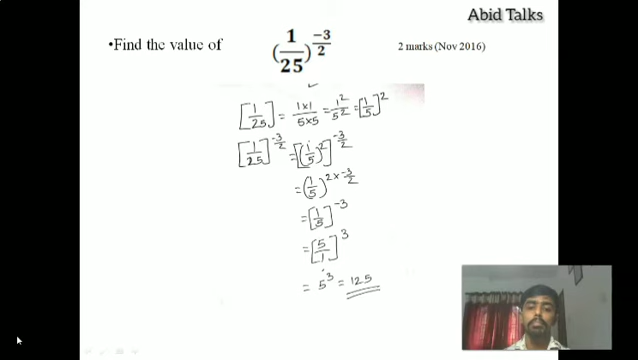 Abid Talks
•Find the value of (1/25)^(-3/2) 2 marks (Nov 2016)
[1/25] = 1×1/5×5 = 1²/5² = [1/5]²
[1/25]^(-3/2) = [(1/5)²]^(-3/2)
= (1/5)^(2×-3/2)
= [1/5]^(-3)
= [5/1]³
= 5³ = 125